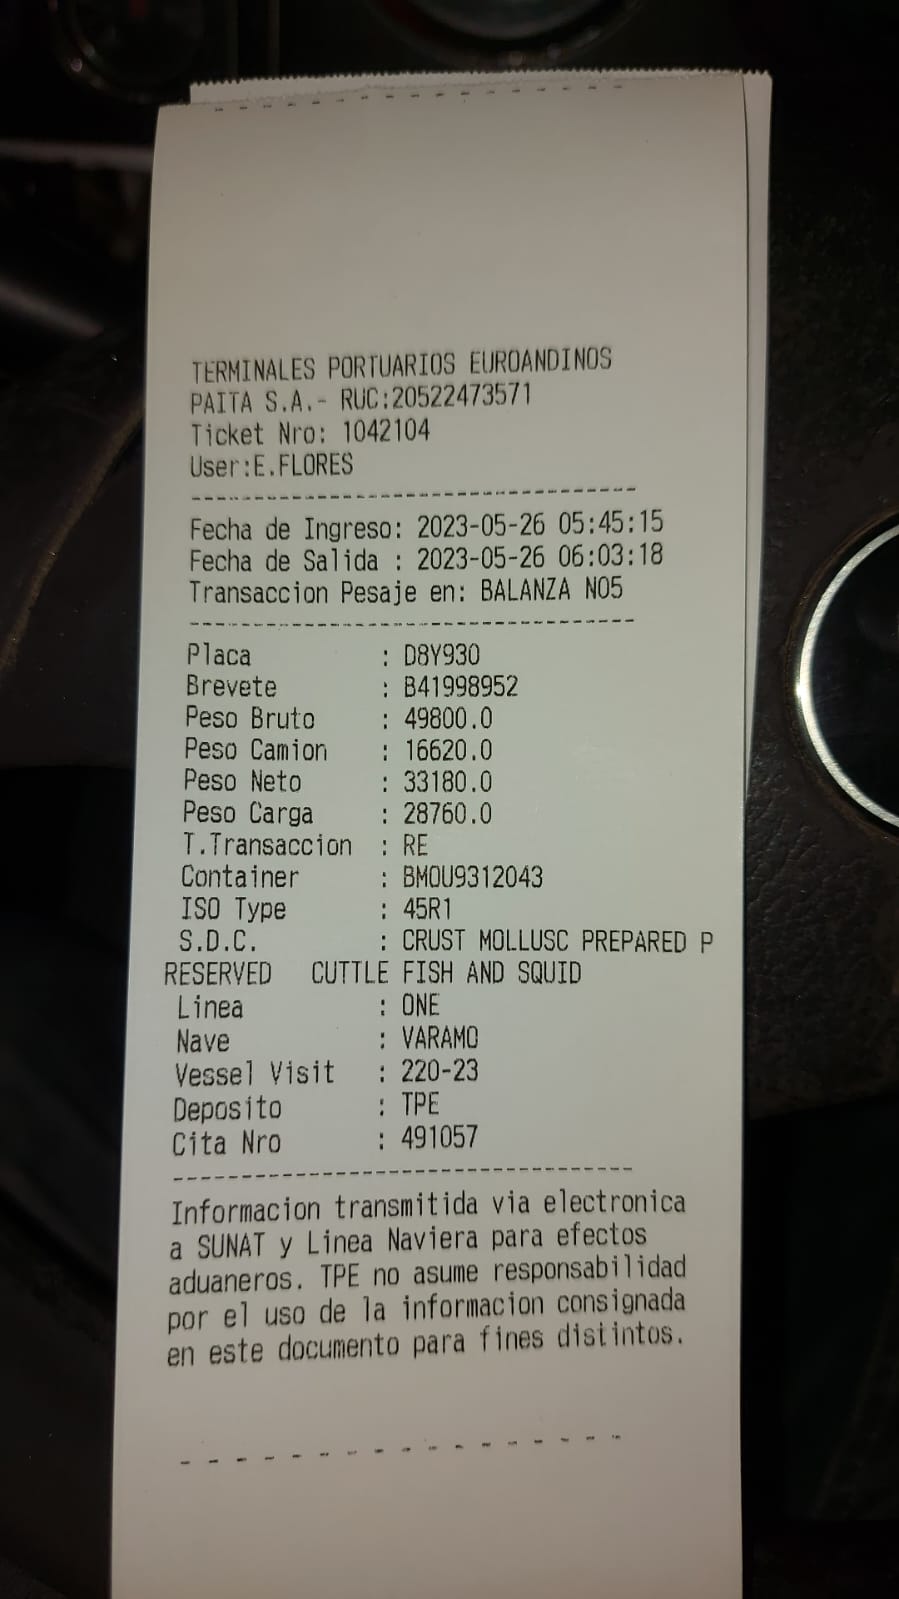 TERMINALES PORTUARIOS EUROANDINOS
PAITA S.A.- RUC:20522473571
Ticket Nro: 1042104
User:E.FLORES
Fecha de Ingreso: 2023-05-26 05:45:15
Fecha de Salida : 2023-05-26 06:03:18
Transaccion Pesaje en: BALANZA NO5
Placa : D8Y930
Brevete : B41998952
Peso Bruto : 49800.0
Peso Camion : 16620.0
Peso Neto : 33180.0
Peso Carga : 28760.0
T.Transaccion : RE
Container : BMOU9312043
ISO Type : 45R1
S.D.C. : CRUST MOLLUSC PREPARED P
RESERVED CUTTLE FISH AND SQUID
Linea : ONE
Nave : VARAMO
Vessel Visit : 220-23
Deposito : TPE
Cita Nro : 491057
Informacion transmitida via electronica
a SUNAT y Linea Naviera para efectos
aduaneros. TPE no asume responsabilidad
por el uso de la informacion consignada
en este documento para fines distintos.